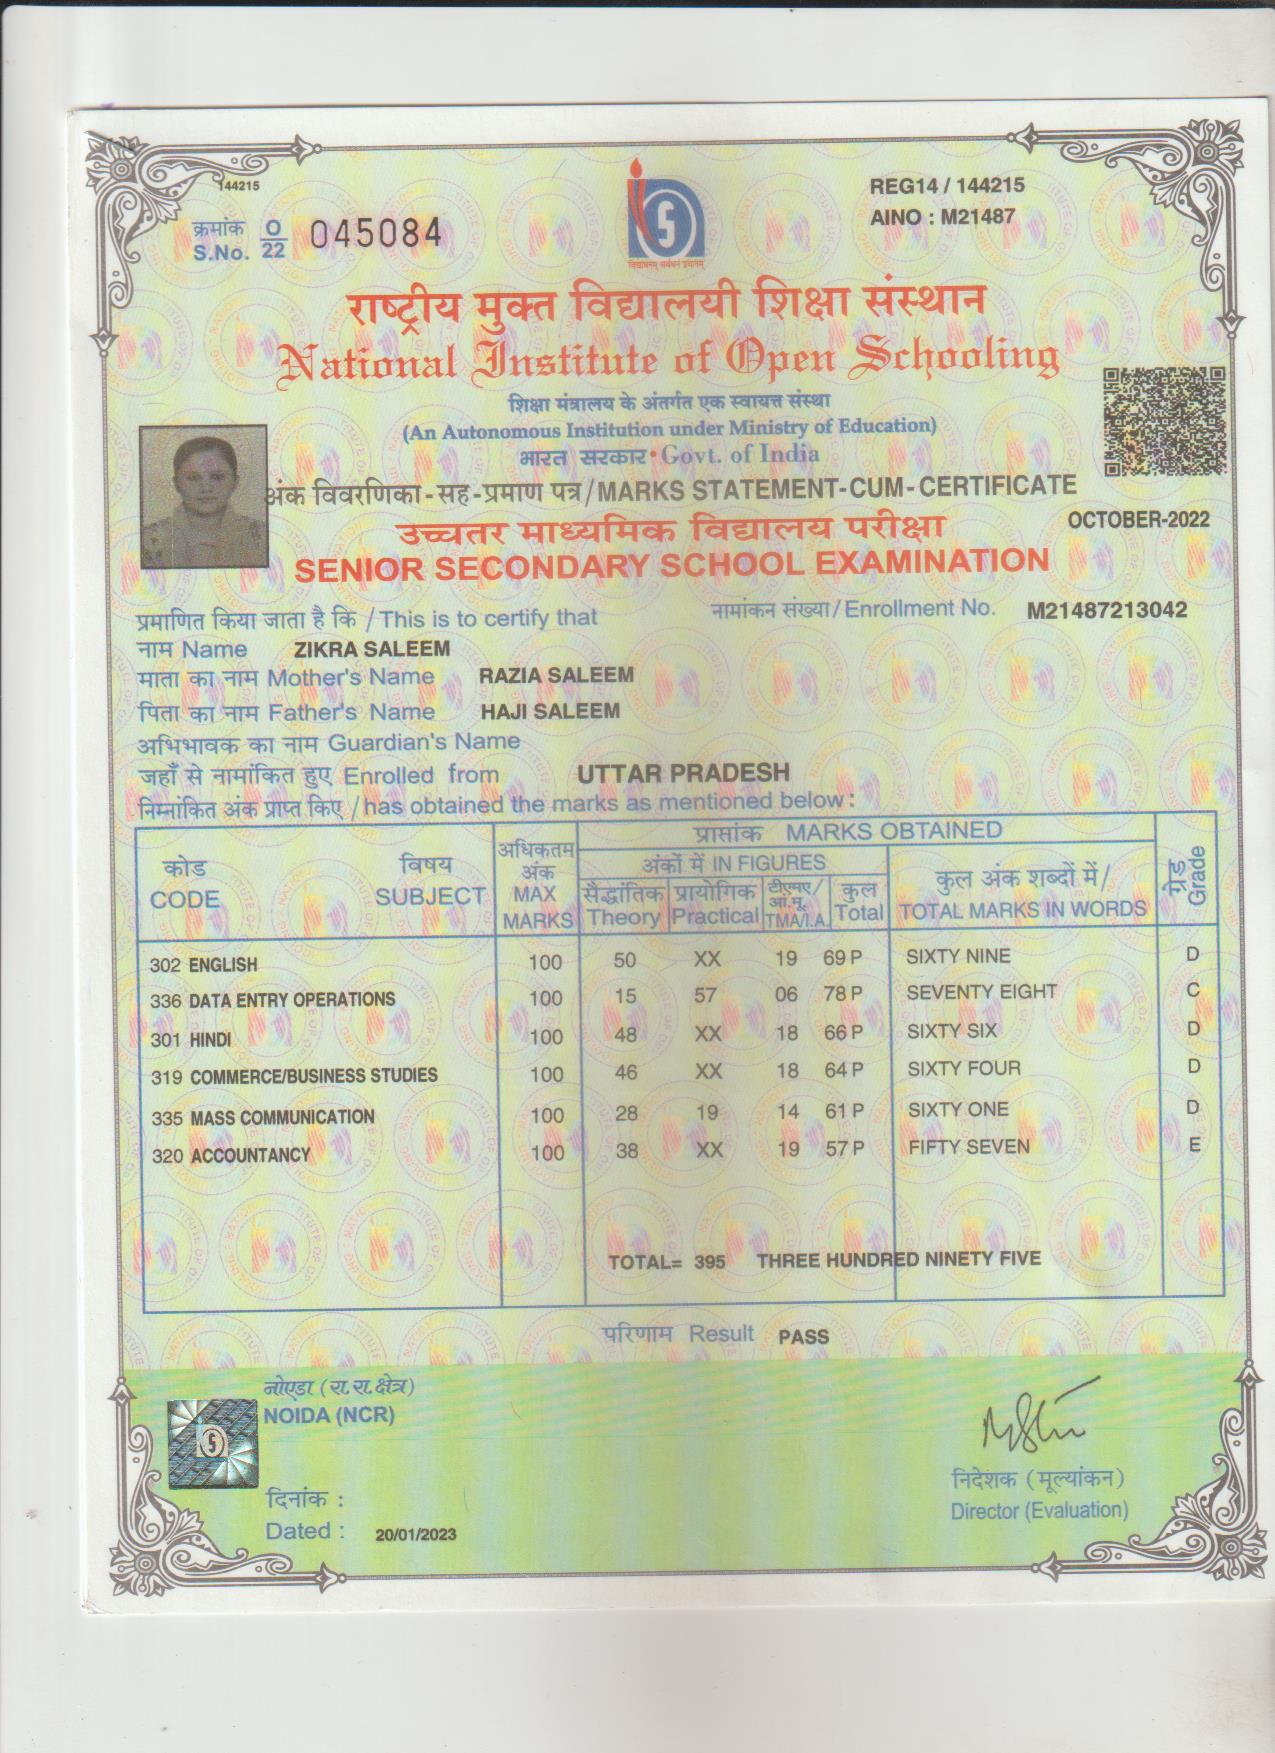 144215
REG14 / 144215
क्रमांक O
S.No. 22 045084
AINO : M21487
विद्याधनम् सर्वधनं प्रधानम्
राष्ट्रीय मुक्त विद्यालयी शिक्षा संस्थान
National Institute of Open Schooling
शिक्षा मंत्रालय के अंतर्गत एक स्वायत्त संस्था
(An Autonomous Institution under Ministry of Education)
भारत सरकार • Govt. of India
अंक विवरणिका-सह-प्रमाण पत्र/MARKS STATEMENT-CUM-CERTIFICATE
उच्चतर माध्यमिक विद्यालय परीक्षा OCTOBER-2022
SENIOR SECONDARY SCHOOL EXAMINATION
प्रमाणित किया जाता है कि / This is to certify that नामांकन संख्या/Enrollment No. M21487213042
नाम Name ZIKRA SALEEM
माता का नाम Mother's Name RAZIA SALEEM
पिता का नाम Father's Name HAJI SALEEM
अभिभावक का नाम Guardian's Name
जहाँ से नामांकित हुए Enrolled from UTTAR PRADESH
निम्नांकित अंक प्राप्त किए / has obtained the marks as mentioned below :
प्राप्तांक MARKS OBTAINED
कोड विषय अधिकतम अंक अंकों में IN FIGURES कुल अंक शब्दों में/ ग्रेड
CODE SUBJECT MAX MARKS सैद्धांतिक Theory प्रायोगिक Practical टीएमए/आं.मू. TMA/I.A. कुल Total TOTAL MARKS IN WORDS Grade
302 ENGLISH 100 50 XX 19 69 P SIXTY NINE D
336 DATA ENTRY OPERATIONS 100 15 57 06 78 P SEVENTY EIGHT C
301 HINDI 100 48 XX 18 66 P SIXTY SIX D
319 COMMERCE/BUSINESS STUDIES 100 46 XX 18 64 P SIXTY FOUR D
335 MASS COMMUNICATION 100 28 19 14 61 P SIXTY ONE D
320 ACCOUNTANCY 100 38 XX 19 57 P FIFTY SEVEN E
TOTAL= 395 THREE HUNDRED NINETY FIVE
परिणाम Result PASS
नोएडा (रा.रा.क्षेत्र)
NOIDA (NCR)
निदेशक (मूल्यांकन)
दिनांक :
Director (Evaluation)
Dated : 20/01/2023